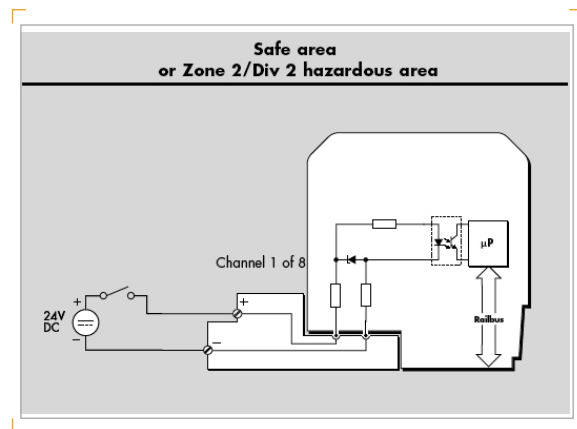 Safe area
or Zone 2/Div 2 hazardous area
Channel 1 of 8
µP
Railbus
+
+
24V
DC
–
–